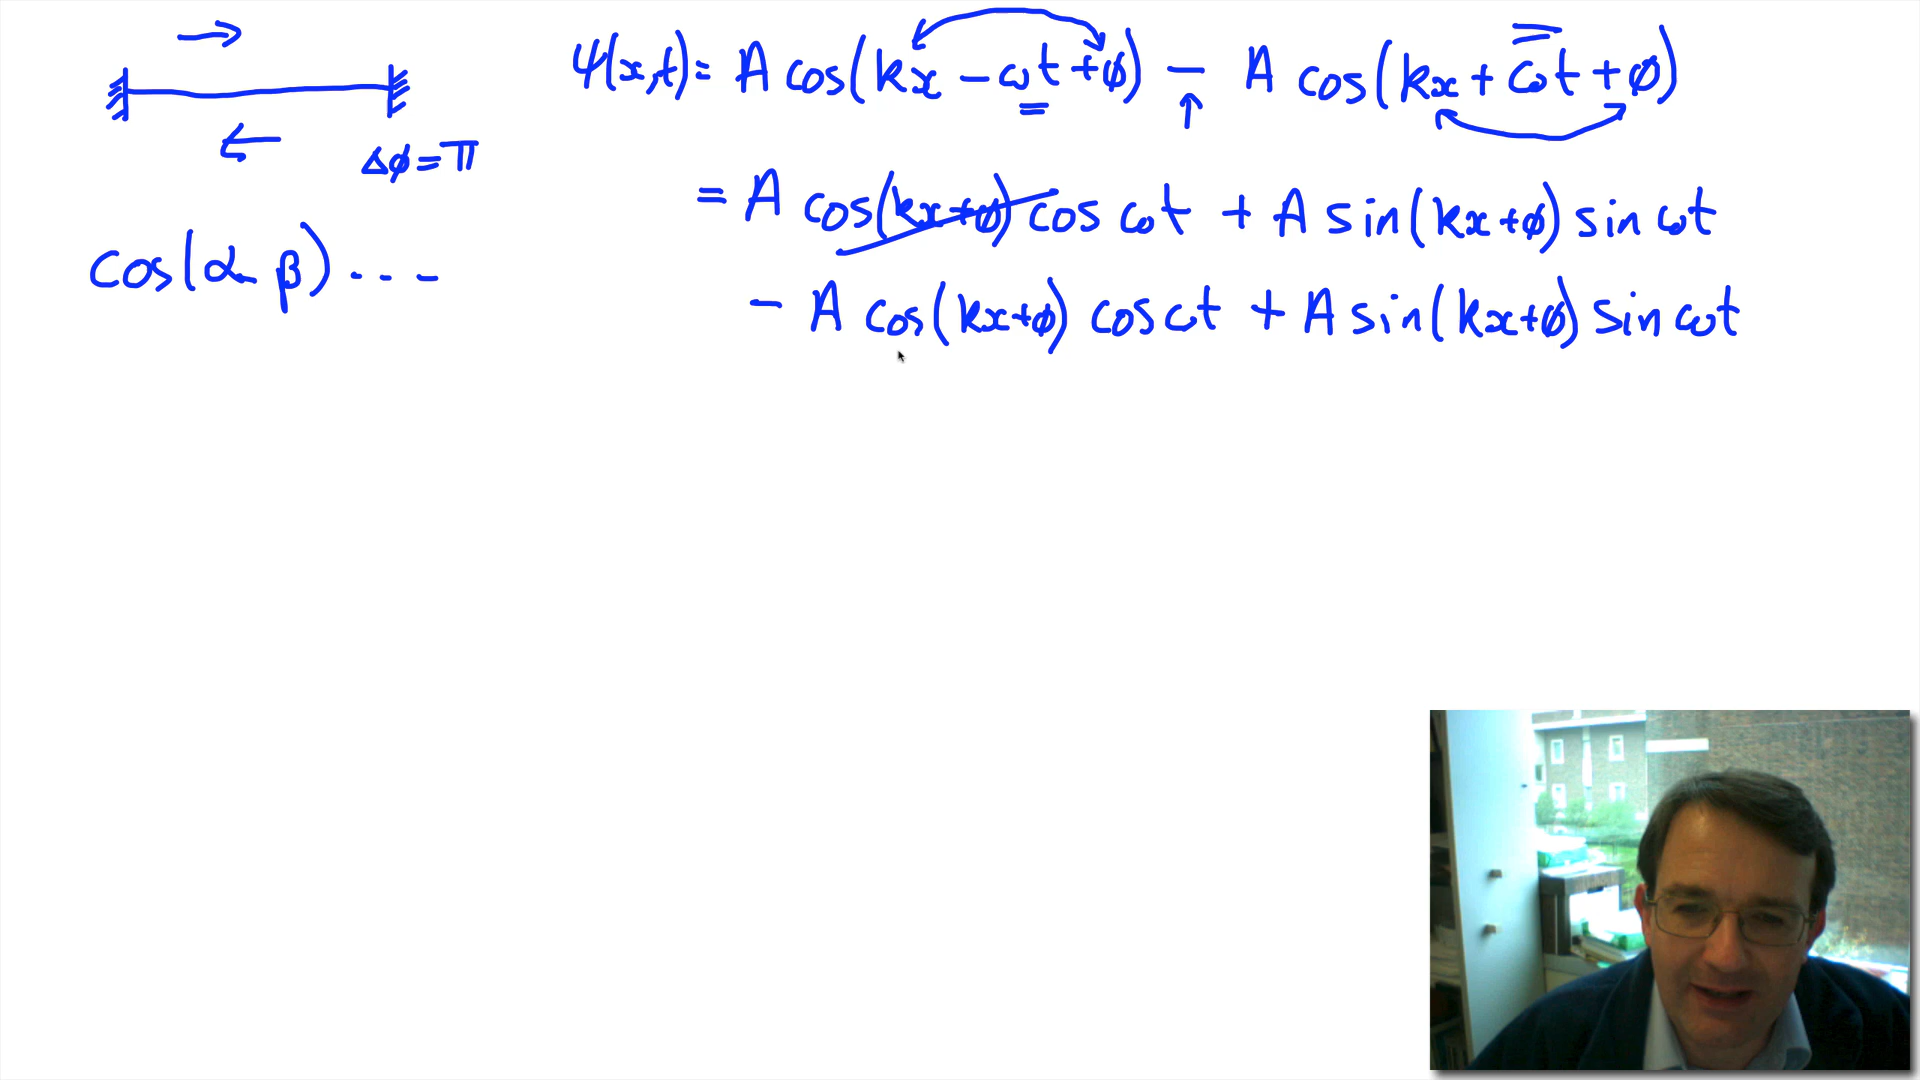 ψ(x,t) = A cos(kx − ωt + φ) − A cos(kx + ωt + φ)
Δφ = π
= A cos(kx+φ) cos ωt + A sin(kx+φ) sin ωt
cos(α - β) ...
− A cos(kx+φ) cos ωt + A sin(kx+φ) sin ωt